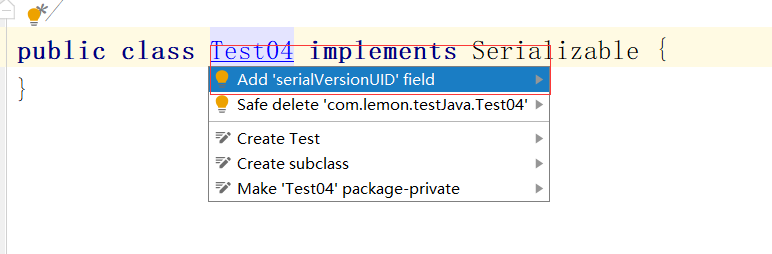 public class Test04 implements Serializable {
Add 'serialVersionUID' field
}
Safe delete 'com.lemon.testJava.Test04'
Create Test
Create subclass
Make 'Test04' package-private